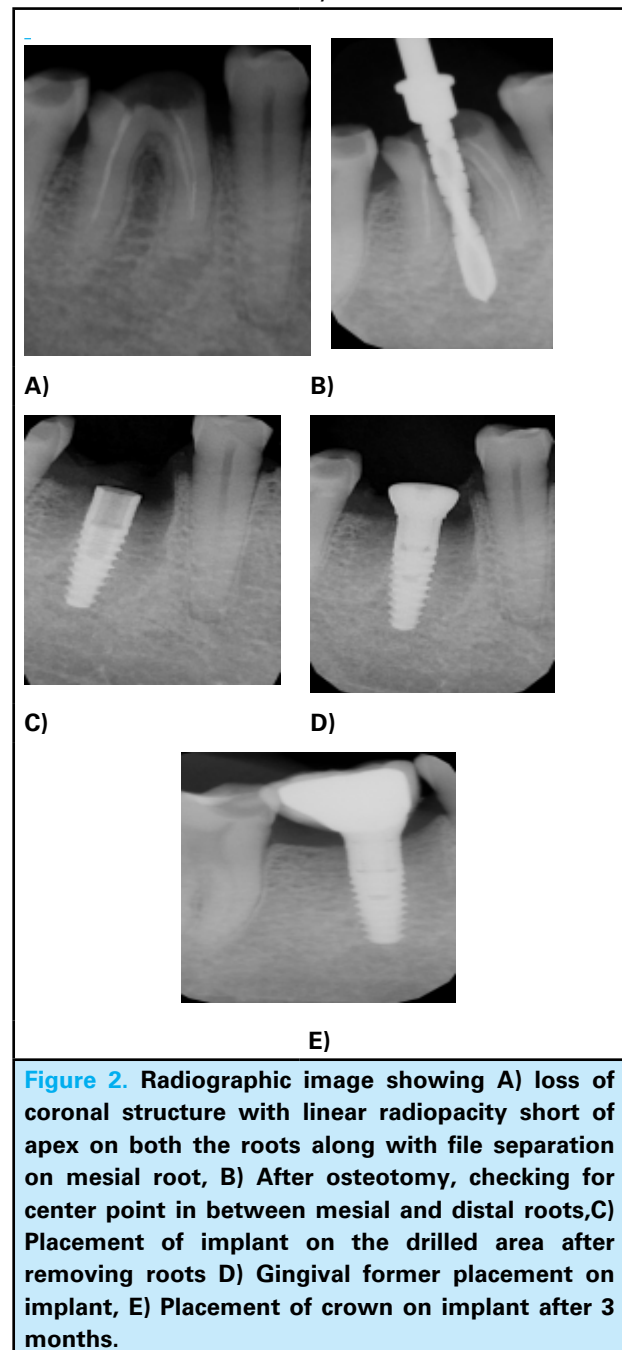 A) B)
C) D)
E)
Figure 2. Radiographic image showing A) loss of
coronal structure with linear radiopacity short of
apex on both the roots along with file separation
on mesial root, B) After osteotomy, checking for
center point in between mesial and distal roots,C)
Placement of implant on the drilled area after
removing roots D) Gingival former placement on
implant, E) Placement of crown on implant after 3
months.